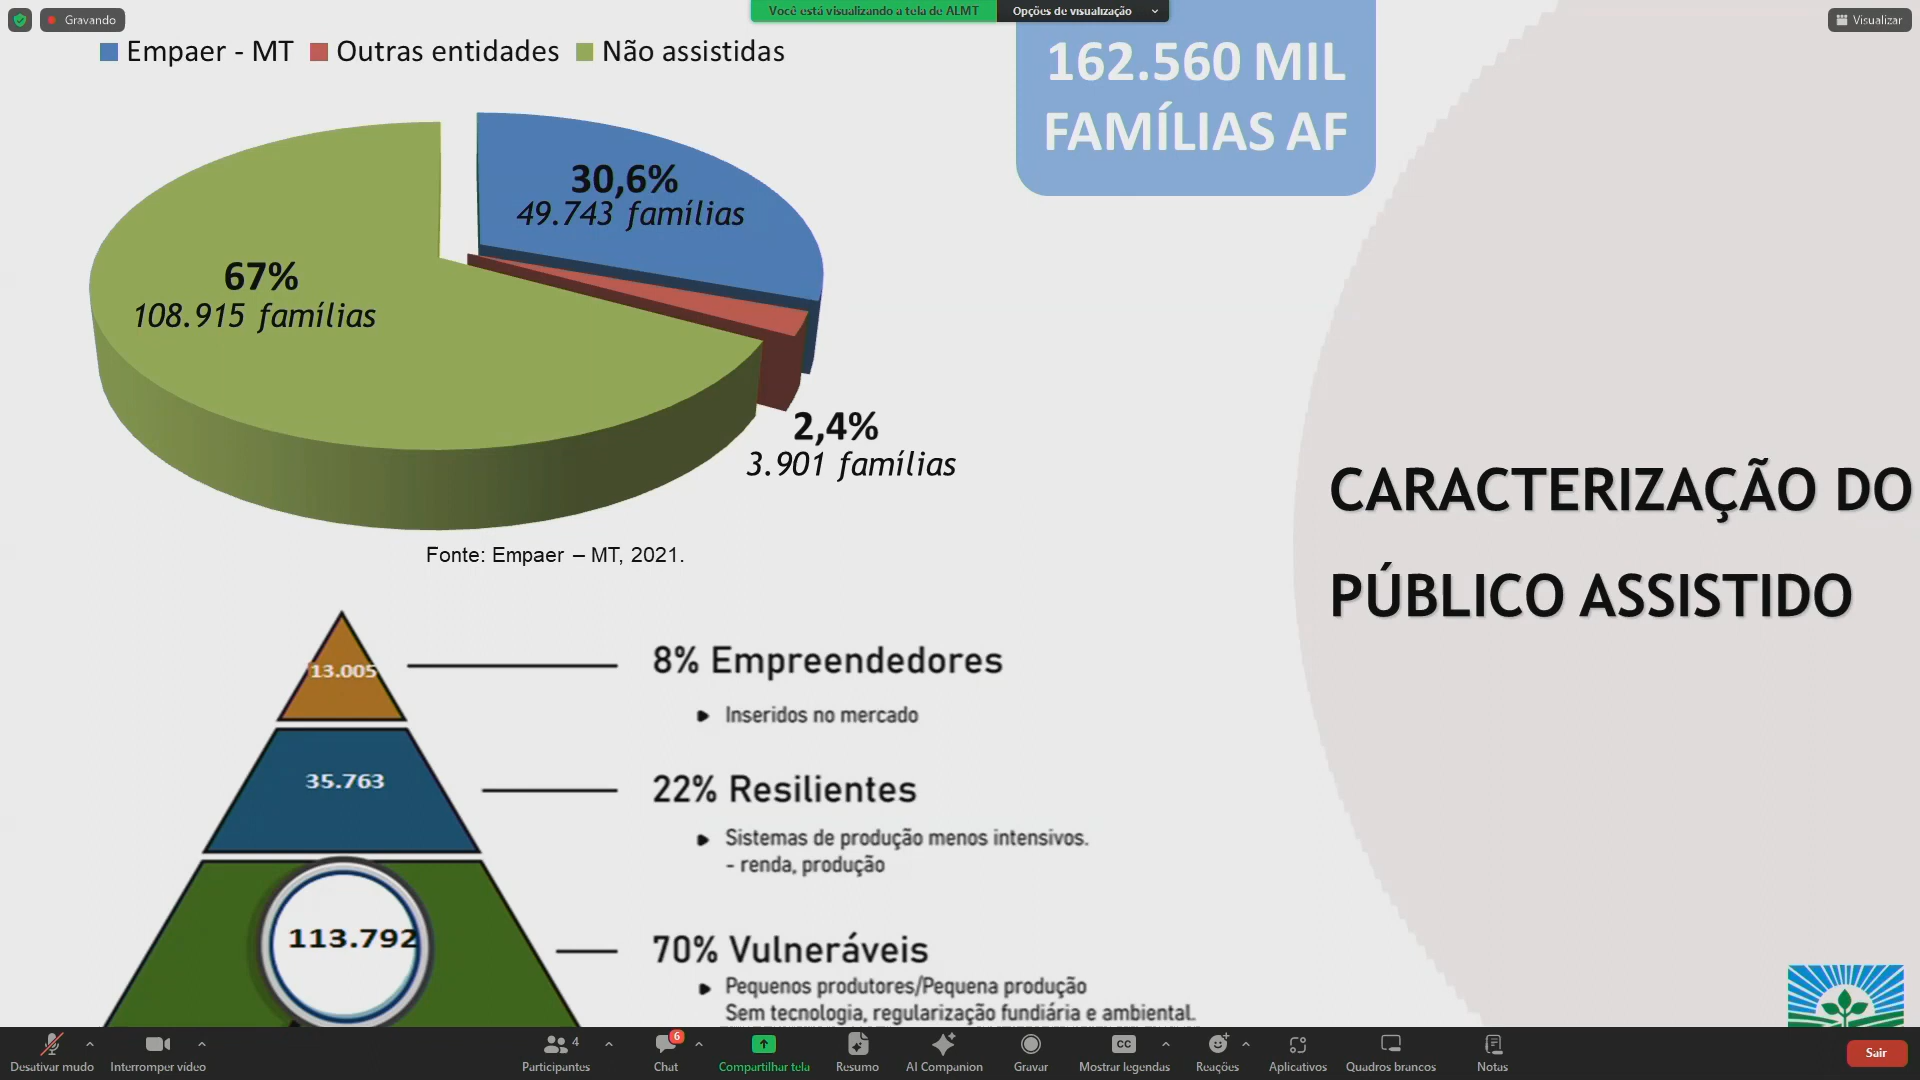 Gravando
Você está visualizando a tela de ALMT
Opções de visualização
Visualizar
Empaer - MT
Outras entidades
Não assistidas
162.560 MIL
FAMÍLIAS AF
30,6%
49.743 famílias
67%
108.915 famílias
2,4%
3.901 famílias
Fonte: Empaer – MT, 2021.
CARACTERIZAÇÃO DO
PÚBLICO ASSISTIDO
13.005
8% Empreendedores
Inseridos no mercado
35.763
22% Resilientes
Sistemas de produção menos intensivos.
- renda, produção
113.792
70% Vulneráveis
Pequenos produtores/Pequena produção
Sem tecnologia, regularização fundiária e ambiental.
Desativar mudo
Interromper vídeo
4
Participantes
6
Chat
Compartilhar tela
Resumo
AI Companion
Gravar
CC
Mostrar legendas
Reações
Aplicativos
Quadros brancos
Notas
Sair